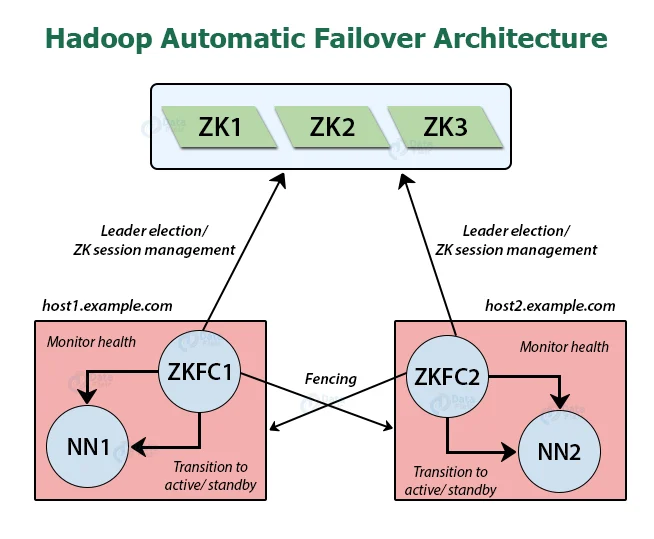 Hadoop Automatic Failover Architecture
ZK1
ZK2
ZK3
Leader election/
ZK session management
Leader election/
ZK session management
host1.example.com
host2.example.com
Monitor health
ZKFC1
NN1
Transition to
active/ standby
Fencing
Monitor health
ZKFC2
NN2
Transition to
active/ standby